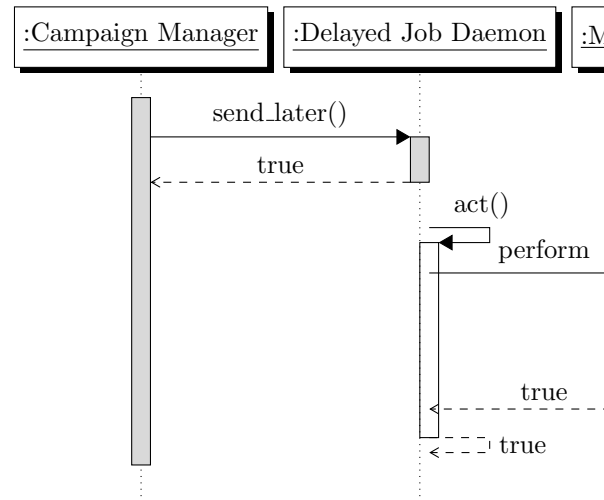 :Campaign Manager
:Delayed Job Daemon
send_later()
true
act()
perform
true
true